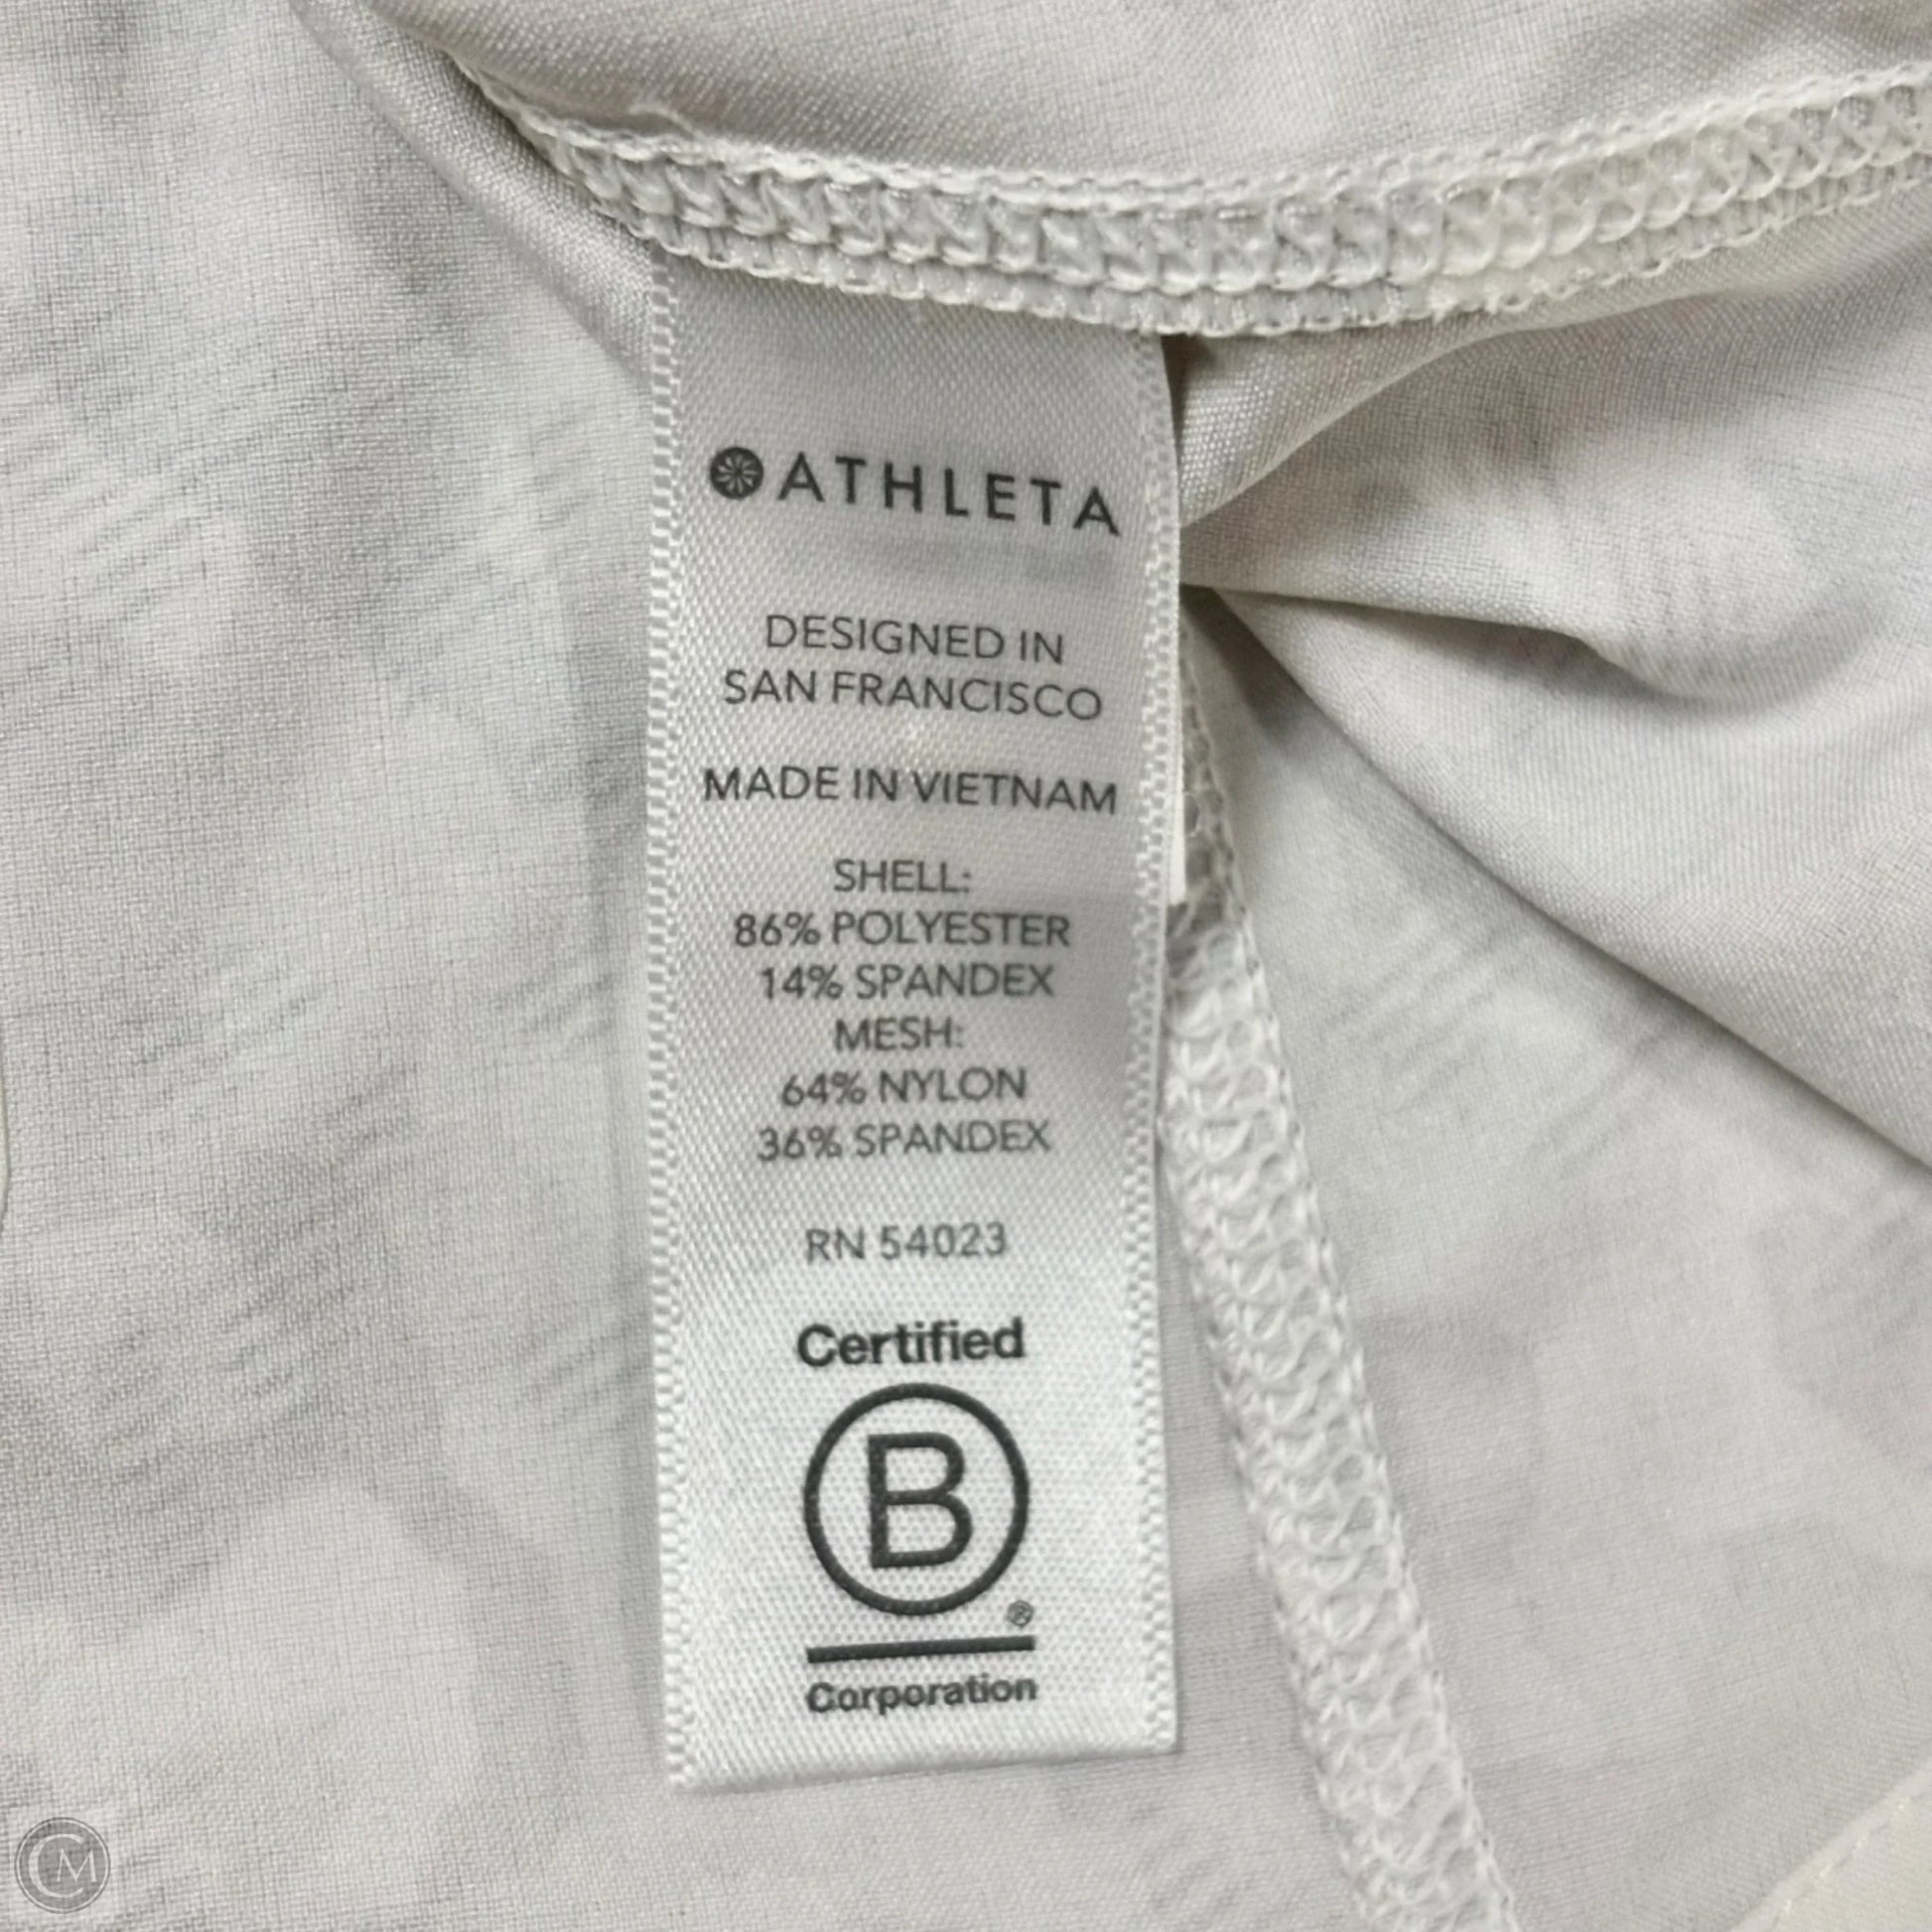 ATHLETA
DESIGNED IN
SAN FRANCISCO
MADE IN VIETNAM
SHELL:
86% POLYESTER
14% SPANDEX
MESH:
64% NYLON
36% SPANDEX
RN 54023
Certified
B
®
Corporation
CM